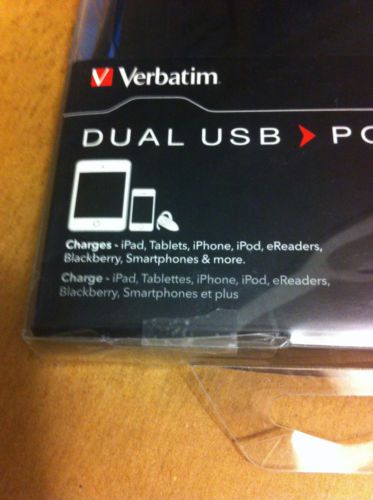 Verbatim
DUAL USB PO
Charges - iPad, Tablets, iPhone, iPod, eReaders,
Blackberry, Smartphones & more.
Charge - iPad, Tablettes, iPhone, iPod, eReaders,
Blackberry, Smartphones et plus